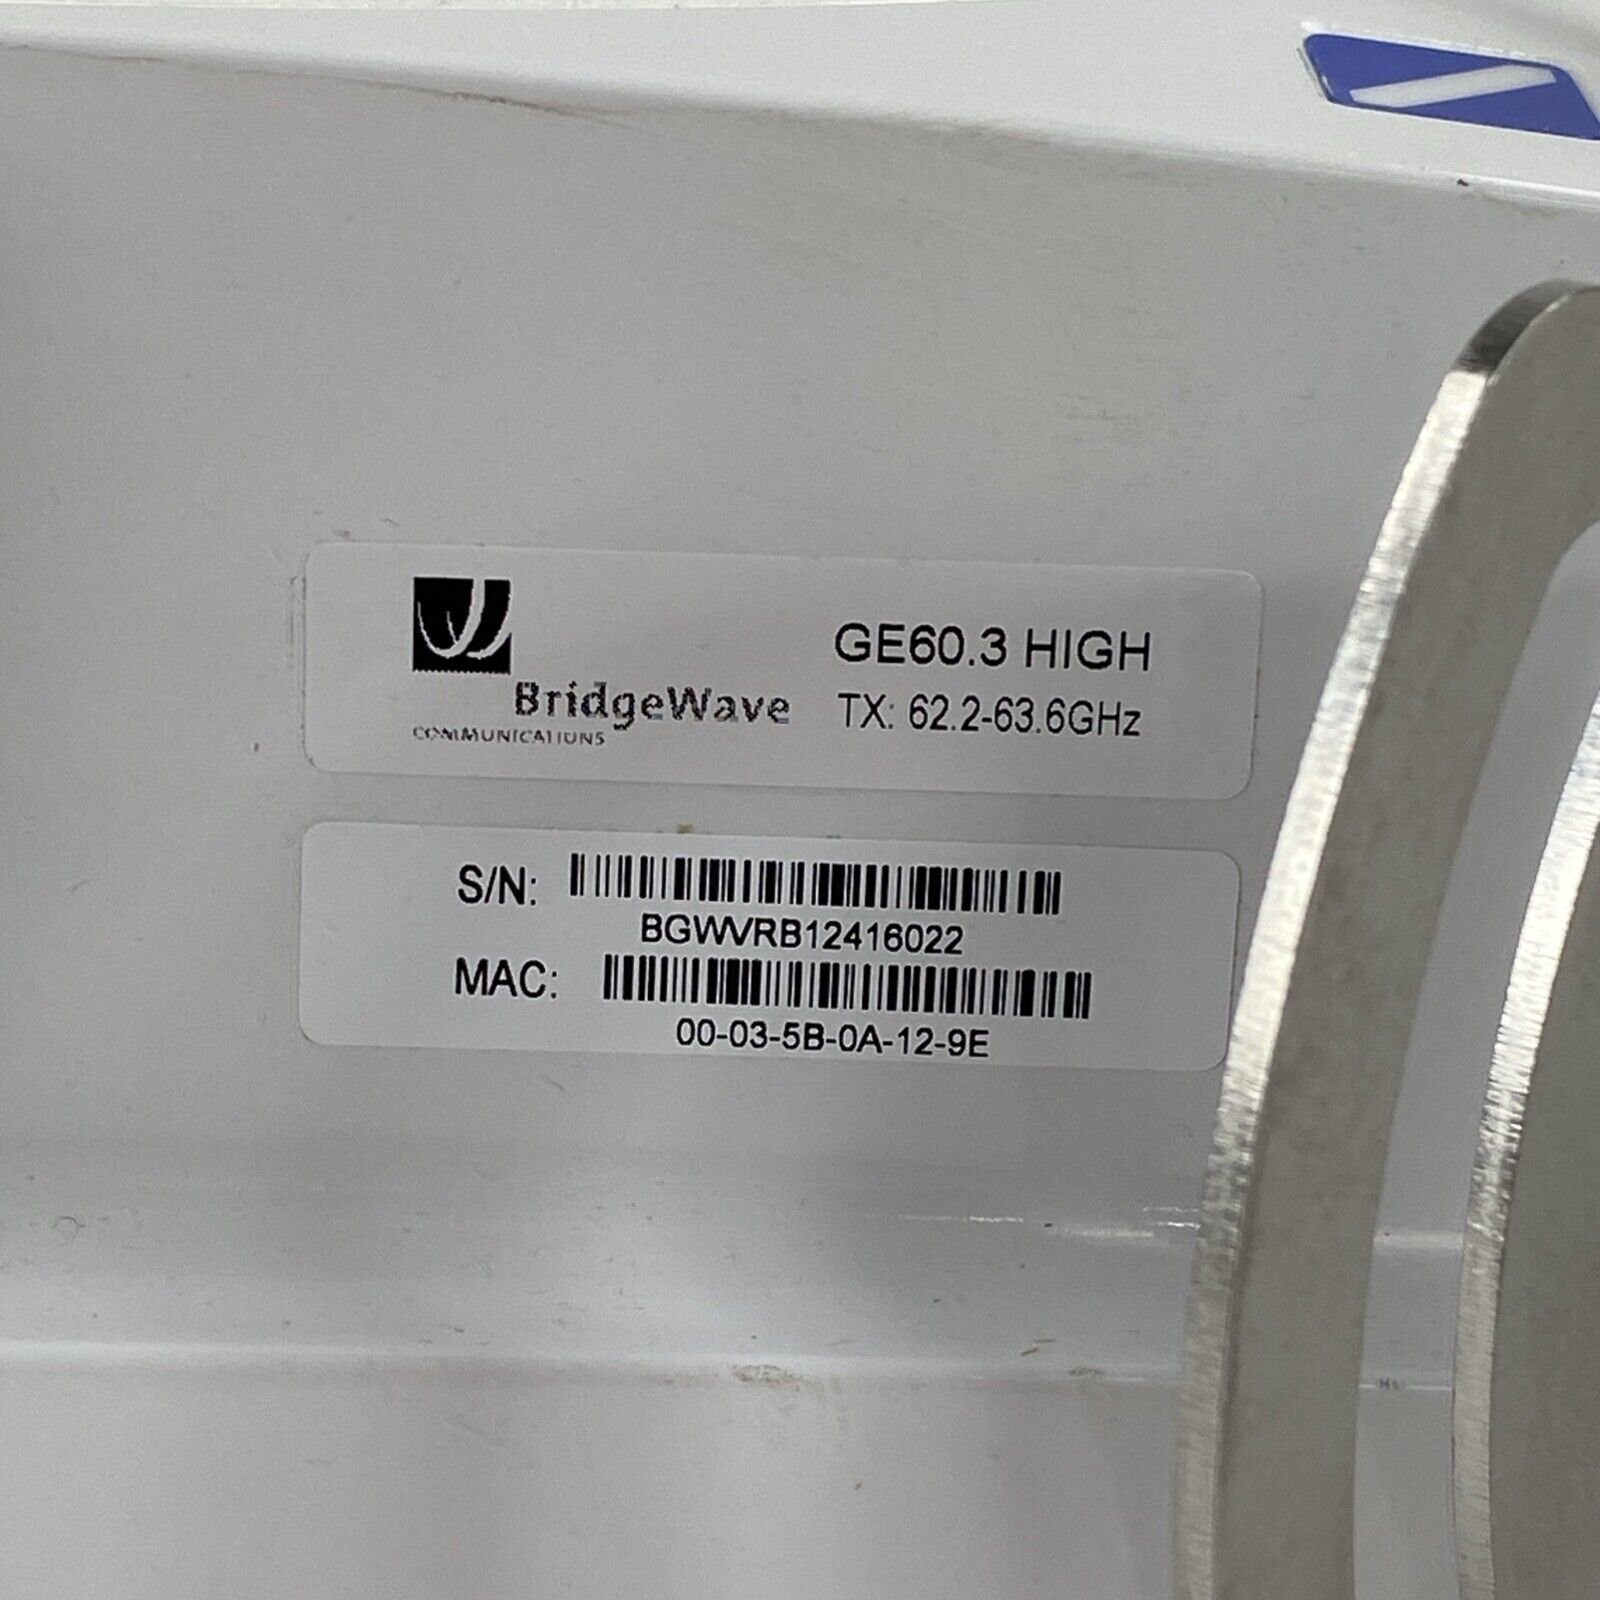 GE60.3 HIGH
BridgeWave
TX: 62.2-63.6GHz
COMMUNICATIONS
S/N:
BGWVRB12416022
MAC:
00-03-5B-0A-12-9E